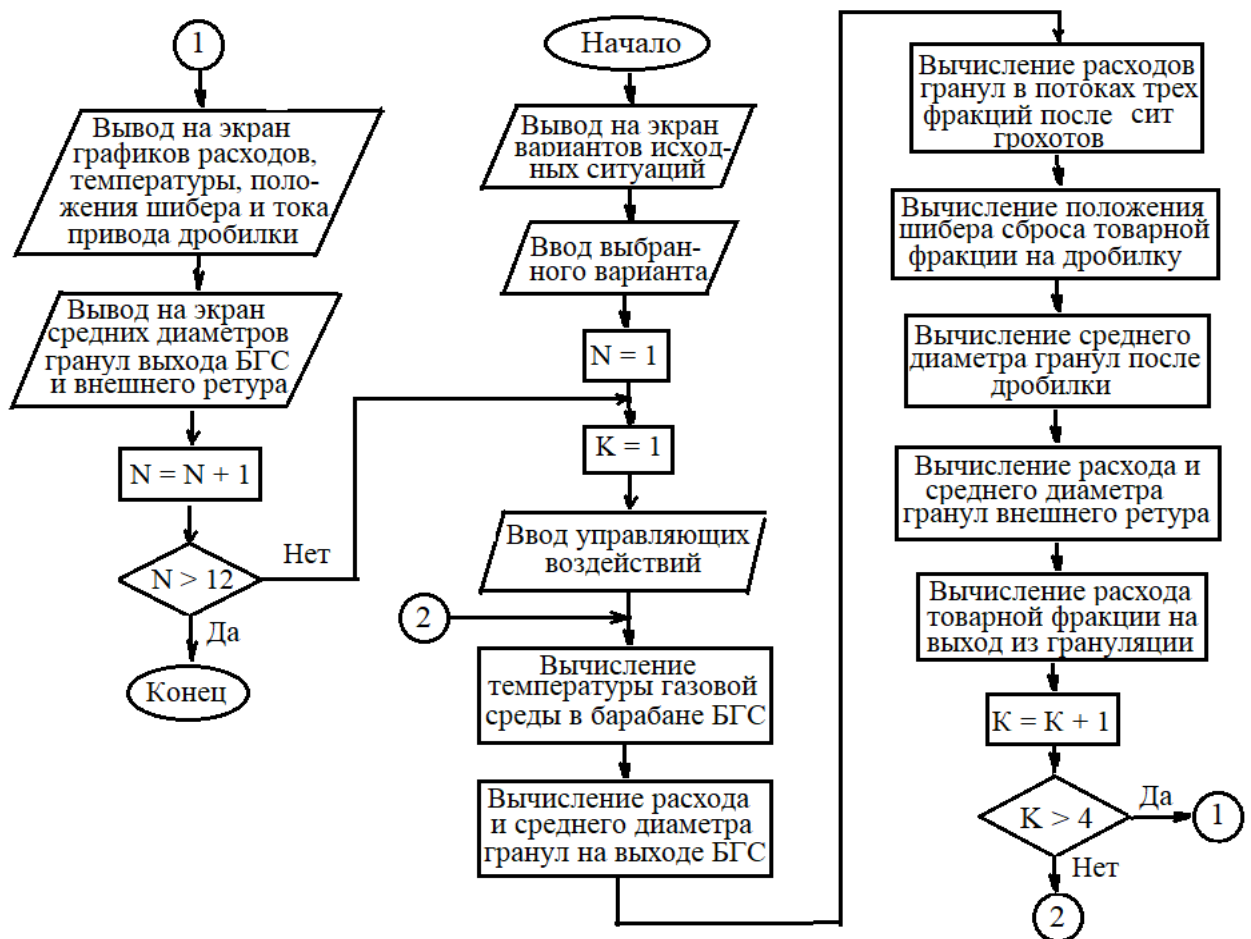 1
Вывод на экран
графиков расходов,
температуры, поло-
жения шибера и тока
привода дробилки
Вывод на экран
средних диаметров
гранул выхода БГС
и внешнего ретура
N = N + 1
N > 12
Нет
Да
Конец
Начало
Вывод на экран
вариантов исход-
ных ситуаций
Ввод выбран-
ного варианта
N = 1
K = 1
Ввод управляющих
воздействий
2
Вычисление
температуры газовой
среды в барабане БГС
Вычисление расхода
и среднего диаметра
гранул на выходе БГС
Вычисление расходов
гранул в потоках трех
фракций после сит
грохотов
Вычисление положения
шибера сброса товарной
фракции на дробилку
Вычисление среднего
диаметра гранул после
дробилки
Вычисление расхода и
среднего диаметра
гранул внешнего ретура
Вычисление расхода
товарной фракции на
выход из грануляции
К = К + 1
K > 4
Да
1
Нет
2